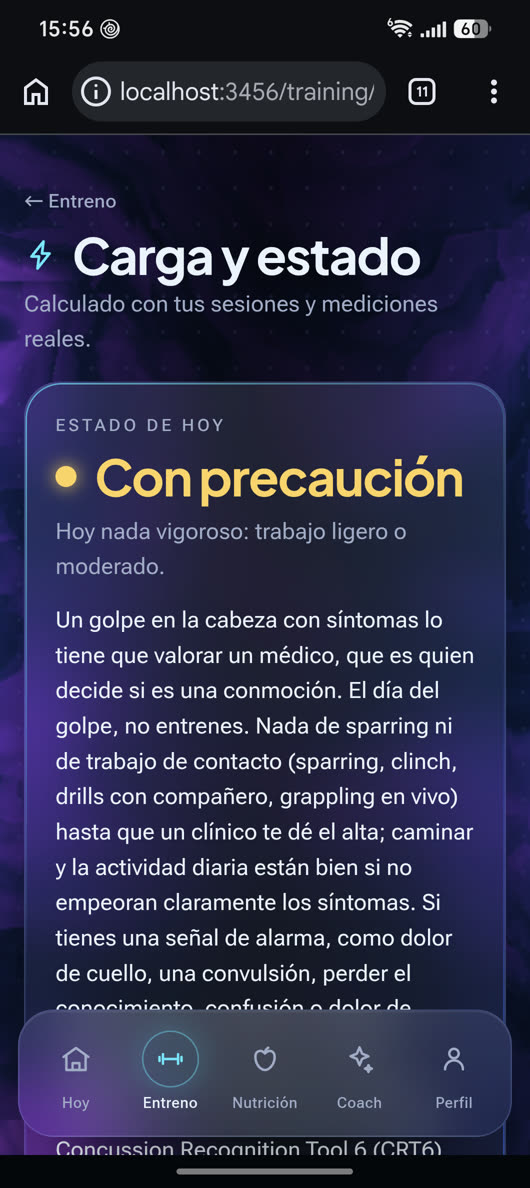 15:56
6
60
localhost:3456/training/
11
← Entreno
Carga y estado
Calculado con tus sesiones y mediciones
reales.
ESTADO DE HOY
Con precaución
Hoy nada vigoroso: trabajo ligero o
moderado.
Un golpe en la cabeza con síntomas lo
tiene que valorar un médico, que es quien
decide si es una conmoción. El día del
golpe, no entrenes. Nada de sparring ni
de trabajo de contacto (sparring, clinch,
drills con compañero, grappling en vivo)
hasta que un clínico te dé el alta; caminar
y la actividad diaria están bien si no
empeoran claramente los síntomas. Si
tienes una señal de alarma, como dolor
de cuello, una convulsión, perder el
conocimiento, confusión o dolor de
Hoy
Entreno
Nutrición
Coach
Perfil
Concussion Recognition Tool 6 (CRT6)